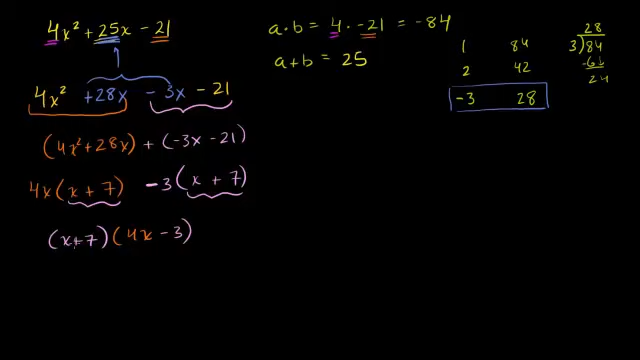 4x² + 25x - 21
4x² +28x - 3x - 21
(4x²+28x) + (-3x - 21)
4x(x + 7) -3(x + 7)
(x+7)(4x - 3)
a·b = 4 · -21 = -84
a+b = 25
1 84
2 42
-3 28
28
3)84
-6
24